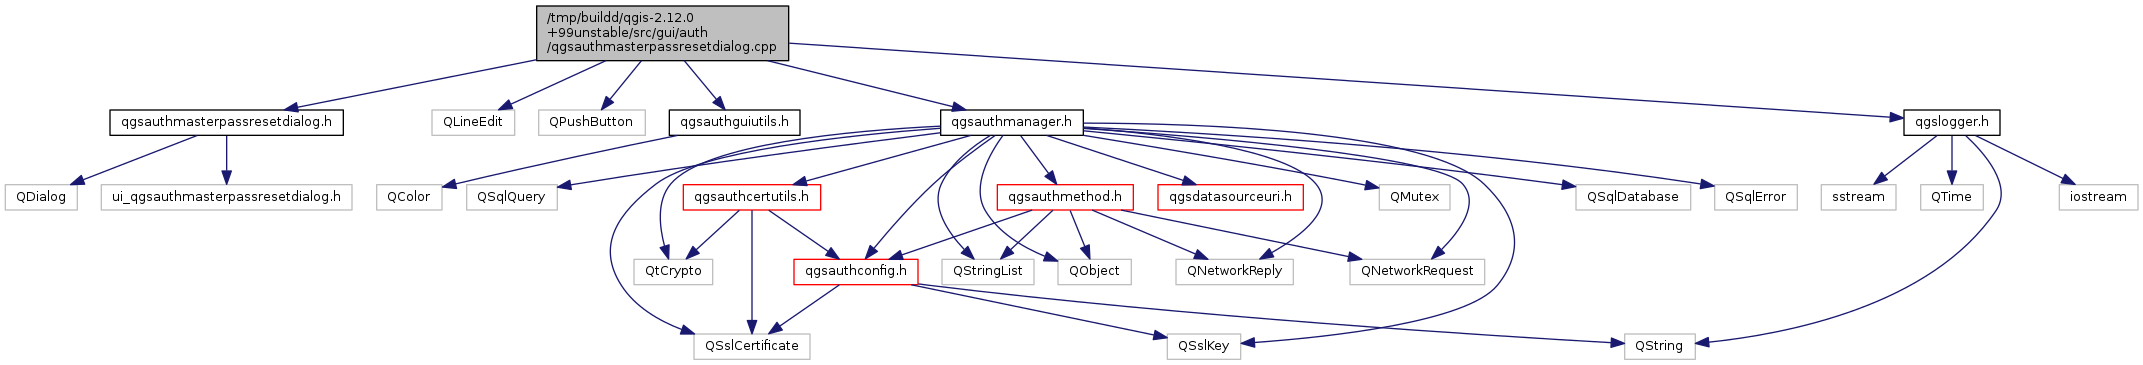 /tmp/buildd/qgis-2.12.0
+99unstable/src/gui/auth
/qgsauthmasterpassresetdialog.cpp
qgsauthmasterpassresetdialog.h
QLineEdit
QPushButton
qgsauthguiutils.h
qgsauthmanager.h
qgslogger.h
QDialog
ui_qgsauthmasterpassresetdialog.h
QColor
QSqlQuery
qgsauthcertutils.h
qgsauthmethod.h
qgsdatasourceuri.h
QMutex
QSqlDatabase
QSqlError
sstream
QTime
iostream
QtCrypto
qgsauthconfig.h
QStringList
QObject
QNetworkReply
QNetworkRequest
QSslCertificate
QSslKey
QString